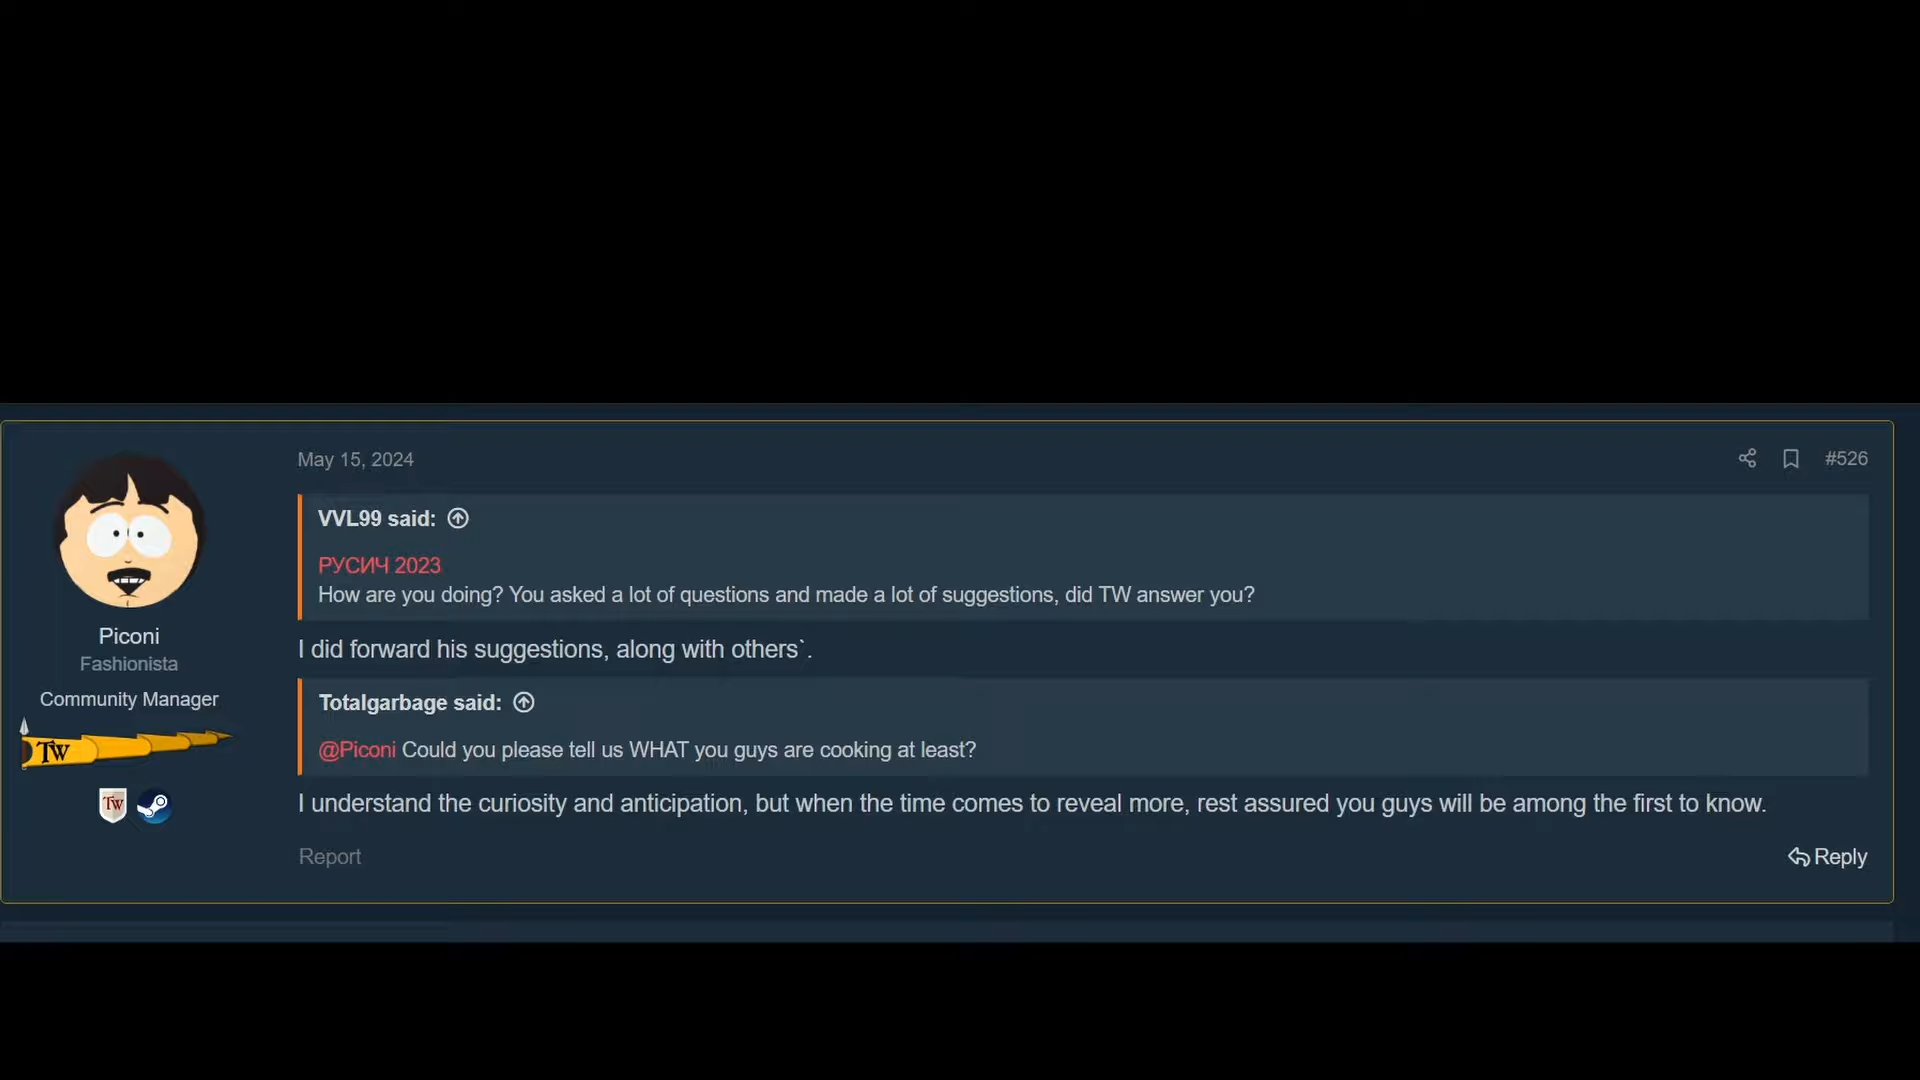 May 15, 2024
#526
VVL99 said:
РУСИЧ 2023
How are you doing? You asked a lot of questions and made a lot of suggestions, did TW answer you?
Piconi
Fashionista
Community Manager
TW
TW
I did forward his suggestions, along with others`.
Totalgarbage said:
@Piconi Could you please tell us WHAT you guys are cooking at least?
I understand the curiosity and anticipation, but when the time comes to reveal more, rest assured you guys will be among the first to know.
Report
Reply